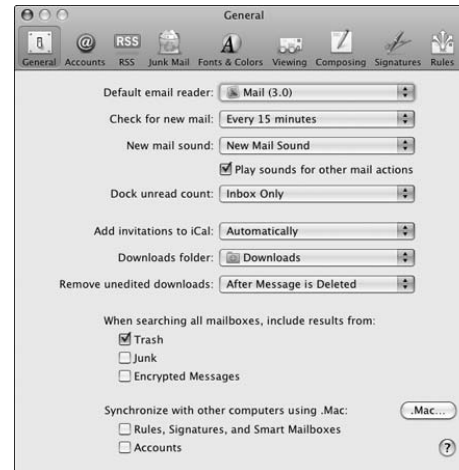 General
General Accounts RSS Junk Mail Fonts & Colors Viewing Composing Signatures Rules
Default email reader: Mail (3.0)
Check for new mail: Every 15 minutes
New mail sound: New Mail Sound
Play sounds for other mail actions
Dock unread count: Inbox Only
Add invitations to iCal: Automatically
Downloads folder: Downloads
Remove unedited downloads: After Message is Deleted
When searching all mailboxes, include results from:
Trash
Junk
Encrypted Messages
Synchronize with other computers using .Mac: .Mac...
Rules, Signatures, and Smart Mailboxes
Accounts ?